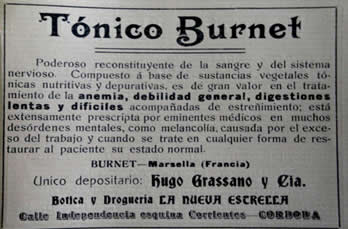 Tónico Burnet
Poderoso reconstituyente de la sangre y del sistema
nervioso. Compuesto á base de sustancias vegetales tó-
nicas nutritivas y depurativas, es de gran valor en el trata-
miento de la anemia, debilidad general, digestiones
lentas y difíciles acompañadas de estreñimiento; está
extensamente prescripta por eminentes médicos en muchos
desórdenes mentales, como melancolía, causada por el exce-
so del trabajo y cuando se trate en cualquier forma de res-
taurar al paciente su estado normal.
BURNET—Marsella (Francia)
Unico depositario: Hugo Grassano y Cia.
Botica y Droguería LA NUEVA ESTRELLA
Calle Independencia esquina Corrientes—CORDOBA